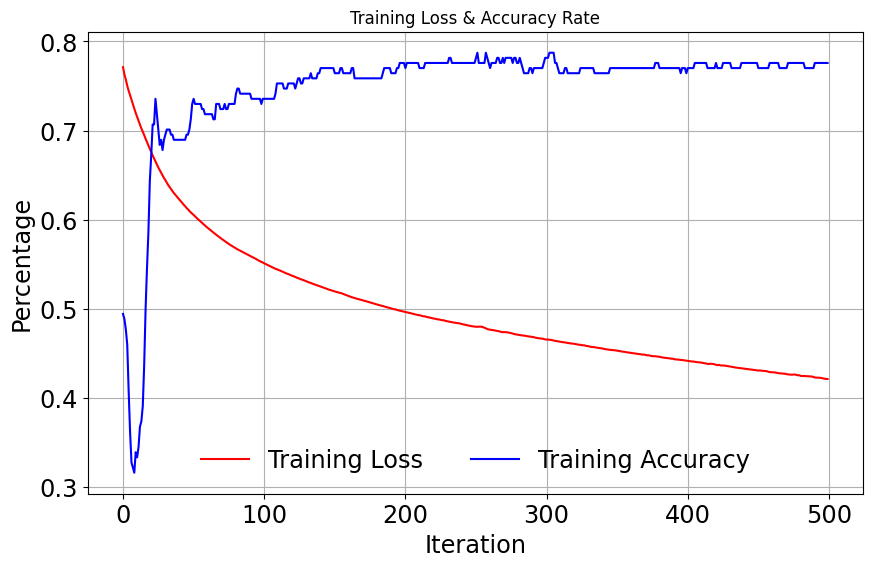 Training Loss & Accuracy Rate
0.8
0.7
0.6
0.5
0.4
0.3
Percentage
Training Loss Training Accuracy
0 100 200 300 400 500
Iteration